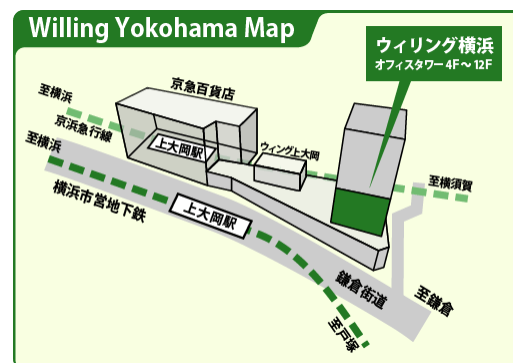 Willing Yokohama Map
ウィリング横浜
オフィスタワー 4F～12F
京急百貨店
至横浜
京浜急行線
上大岡駅
ウィング上大岡
至横浜
至横須賀
横浜市営地下鉄
上大岡駅
鎌倉街道
至鎌倉
至戸塚